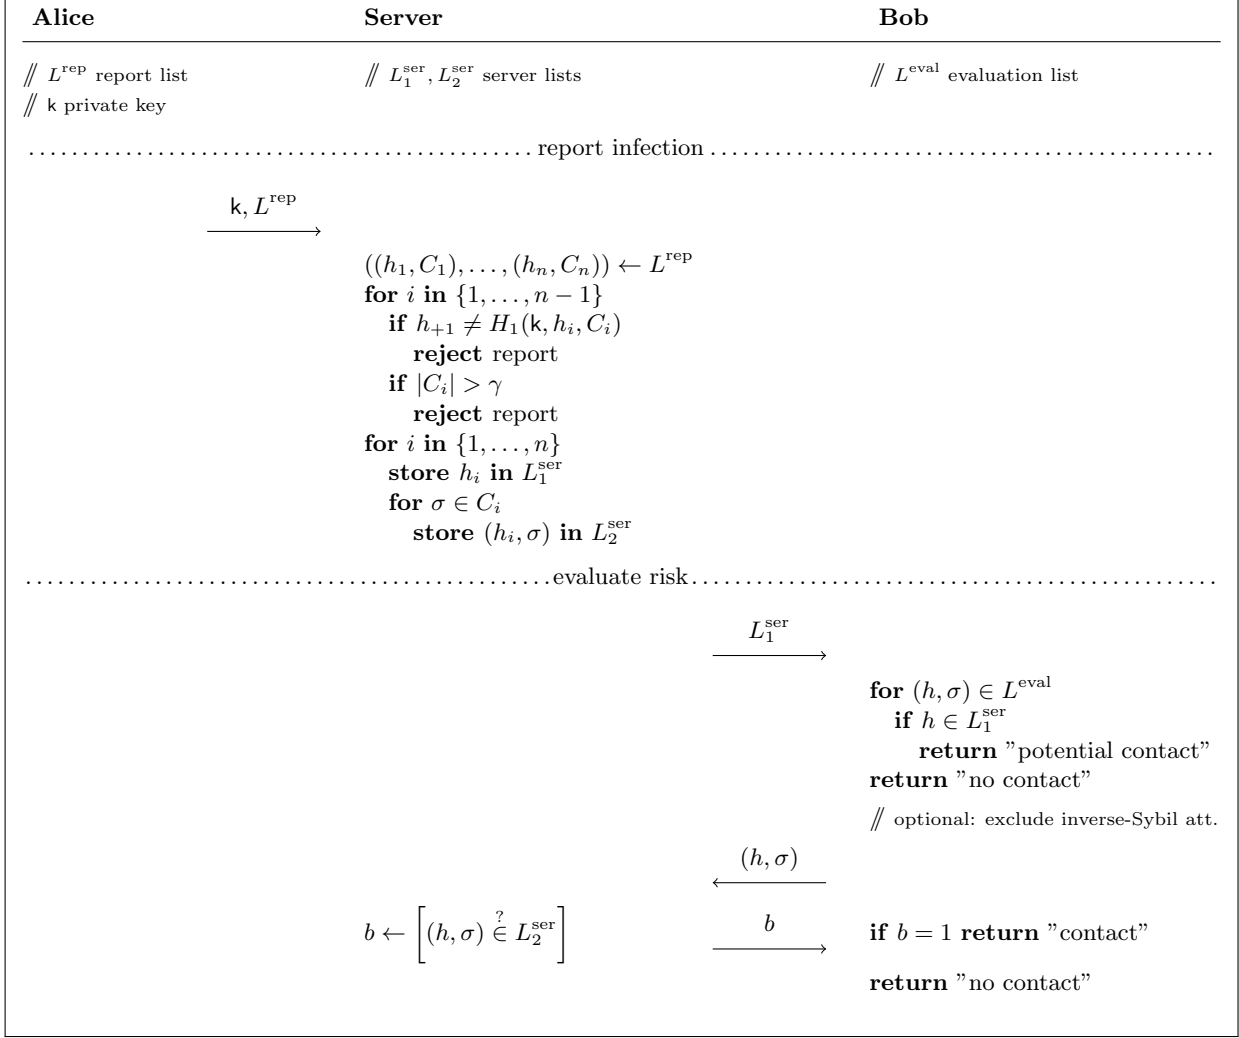 Alice Server Bob
// L^rep report list // L_1^ser, L_2^ser server lists // L^eval evaluation list
// k private key
report infection
k, L^rep
((h_1, C_1), . . . , (h_n, C_n)) ← L^rep
for i in {1, . . . , n − 1}
if h_{+1} ≠ H_1(k, h_i, C_i)
reject report
if |C_i| > γ
reject report
for i in {1, . . . , n}
store h_i in L_1^ser
for σ ∈ C_i
store (h_i, σ) in L_2^ser
evaluate risk
L_1^ser
for (h, σ) ∈ L^eval
if h ∈ L_1^ser
return ”potential contact”
return ”no contact”
// optional: exclude inverse-Sybil att.
(h, σ)
b ← [(h, σ) ∈^? L_2^ser] b if b = 1 return ”contact”
return ”no contact”